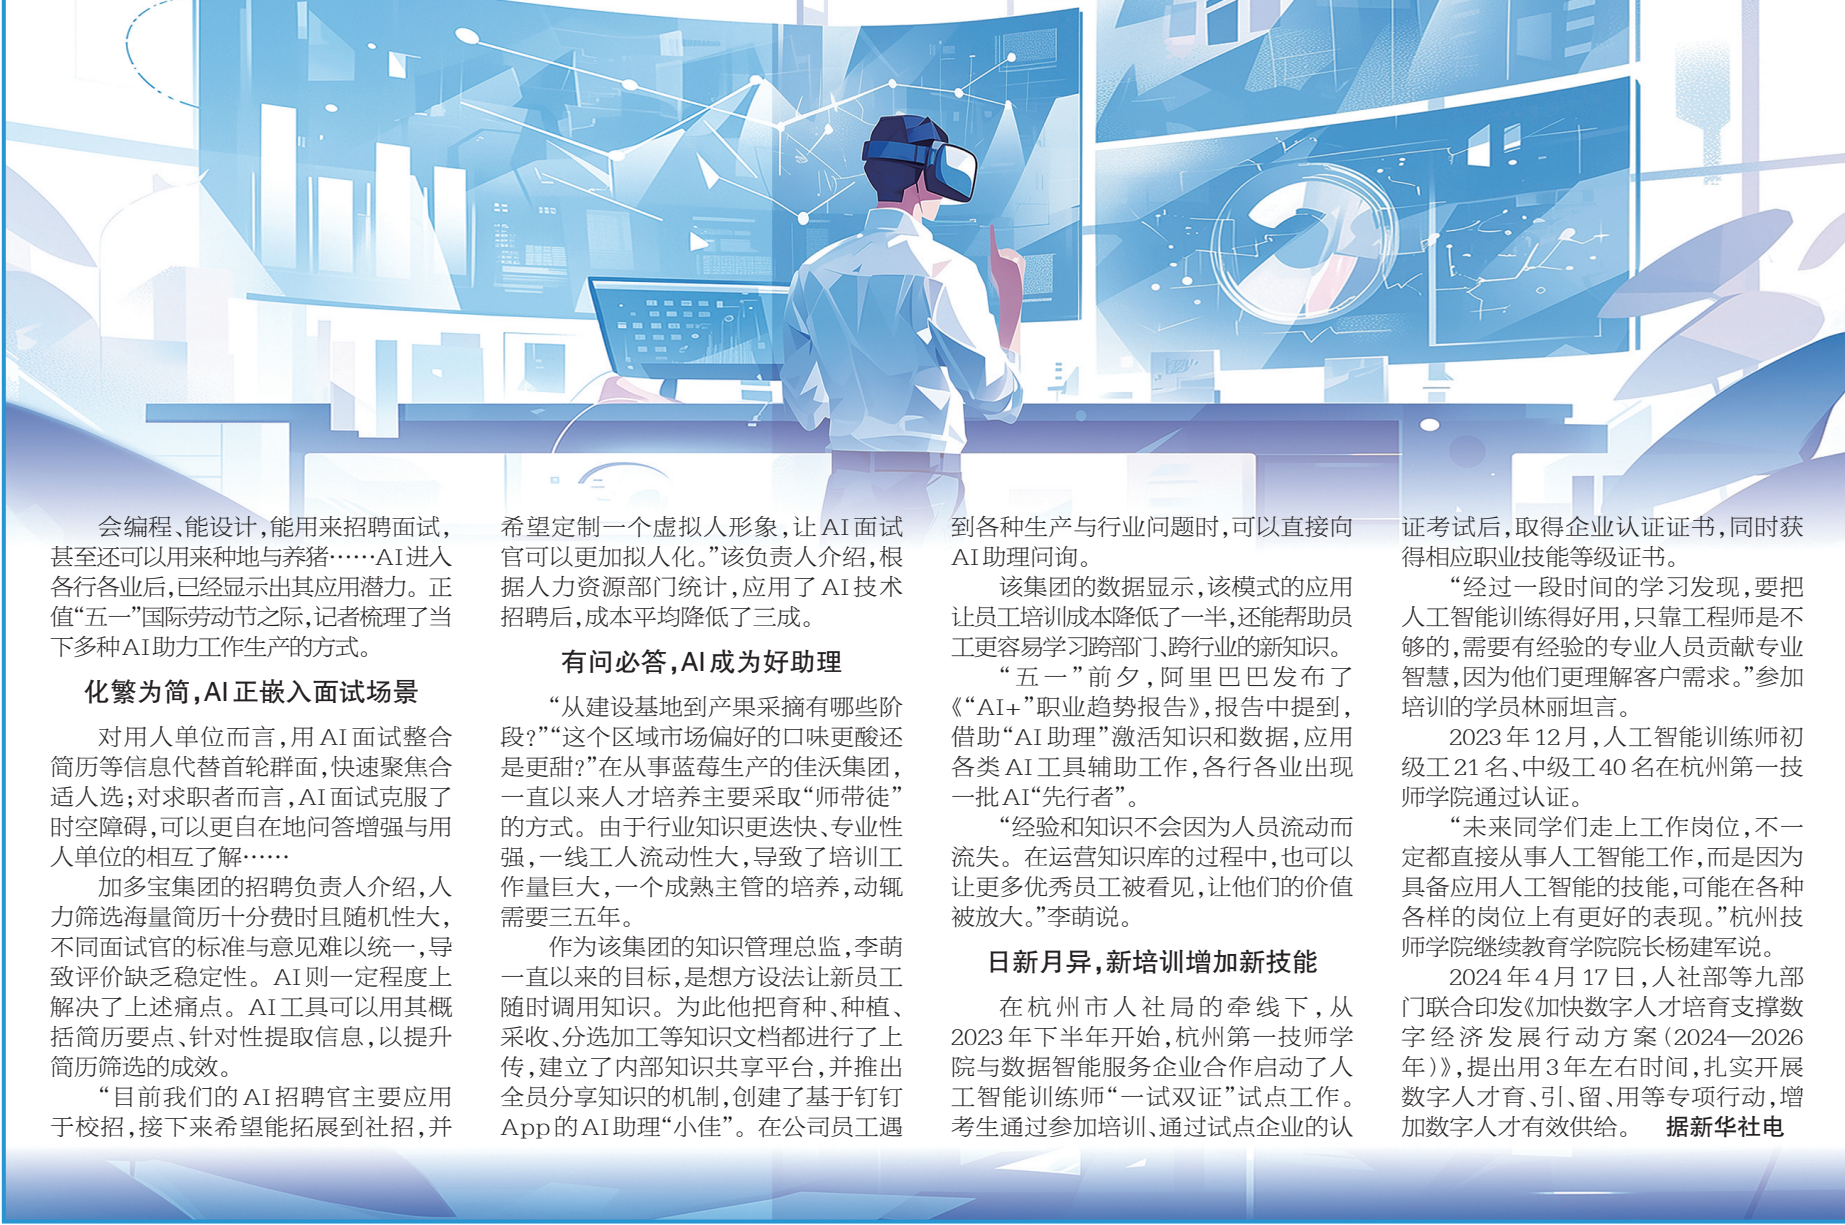 会编程、能设计，能用来招聘面试，
甚至还可以用来种地与养猪……AI进入
各行各业后，已经显示出其应用潜力。正
值“五一”国际劳动节之际，记者梳理了当
下多种AI助力工作生产的方式。
化繁为简，AI正嵌入面试场景
对用人单位而言，用AI面试整合
简历等信息代替首轮群面，快速聚焦合
适人选；对求职者而言，AI面试克服了
时空障碍，可以更自在地问答增强与用
人单位的相互了解……
加多宝集团的招聘负责人介绍，人
力筛选海量简历十分费时且随机性大，
不同面试官的标准与意见难以统一，导
致评价缺乏稳定性。AI则一定程度上
解决了上述痛点。AI工具可以用其概
括简历要点、针对性提取信息，以提升
简历筛选的成效。
“目前我们的AI招聘官主要应用
于校招，接下来希望能拓展到社招，并
希望定制一个虚拟人形象，让AI面试
官可以更加拟人化。”该负责人介绍，根
据人力资源部门统计，应用了AI技术
招聘后，成本平均降低了三成。
有问必答，AI成为好助理
“从建设基地到产果采摘有哪些阶
段?”“这个区域市场偏好的口味更酸还
是更甜?”在从事蓝莓生产的佳沃集团，
一直以来人才培养主要采取“师带徒”
的方式。由于行业知识更迭快、专业性
强，一线工人流动性大，导致了培训工
作量巨大，一个成熟主管的培养，动辄
需要三五年。
作为该集团的知识管理总监，李萌
一直以来的目标，是想方设法让新员工
随时调用知识。为此他把育种、种植、
采收、分选加工等知识文档都进行了上
传，建立了内部知识共享平台，并推出
全员分享知识的机制，创建了基于钉钉
App的AI助理“小佳”。在公司员工遇
到各种生产与行业问题时，可以直接向
AI助理问询。
该集团的数据显示，该模式的应用
让员工培训成本降低了一半，还能帮助员
工更容易学习跨部门、跨行业的新知识。
“五一”前夕，阿里巴巴发布了
《“AI+”职业趋势报告》，报告中提到，
借助“AI助理”激活知识和数据，应用
各类AI工具辅助工作，各行各业出现
一批AI“先行者”。
“经验和知识不会因为人员流动而
流失。在运营知识库的过程中，也可以
让更多优秀员工被看见，让他们的价值
被放大。”李萌说。
日新月异，新培训增加新技能
在杭州市人社局的牵线下，从
2023年下半年开始，杭州第一技师学
院与数据智能服务企业合作启动了人
工智能训练师“一试双证”试点工作。
考生通过参加培训、通过试点企业的认
证考试后，取得企业认证证书，同时获
得相应职业技能等级证书。
“经过一段时间的学习发现，要把
人工智能训练得好用，只靠工程师是不
够的，需要有经验的专业人员贡献专业
智慧，因为他们更理解客户需求。”参加
培训的学员林丽坦言。
2023年12月，人工智能训练师初
级工21名、中级工40名在杭州第一技
师学院通过认证。
“未来同学们走上工作岗位，不一
定都直接从事人工智能工作，而是因为
具备应用人工智能的技能，可能在各种
各样的岗位上有更好的表现。”杭州技
师学院继续教育学院院长杨建军说。
2024年4月17日，人社部等九部
门联合印发《加快数字人才培育支撑数
字经济发展行动方案（2024—2026
年）》，提出用3年左右时间，扎实开展
数字人才育、引、留、用等专项行动，增
加数字人才有效供给。 据新华社电